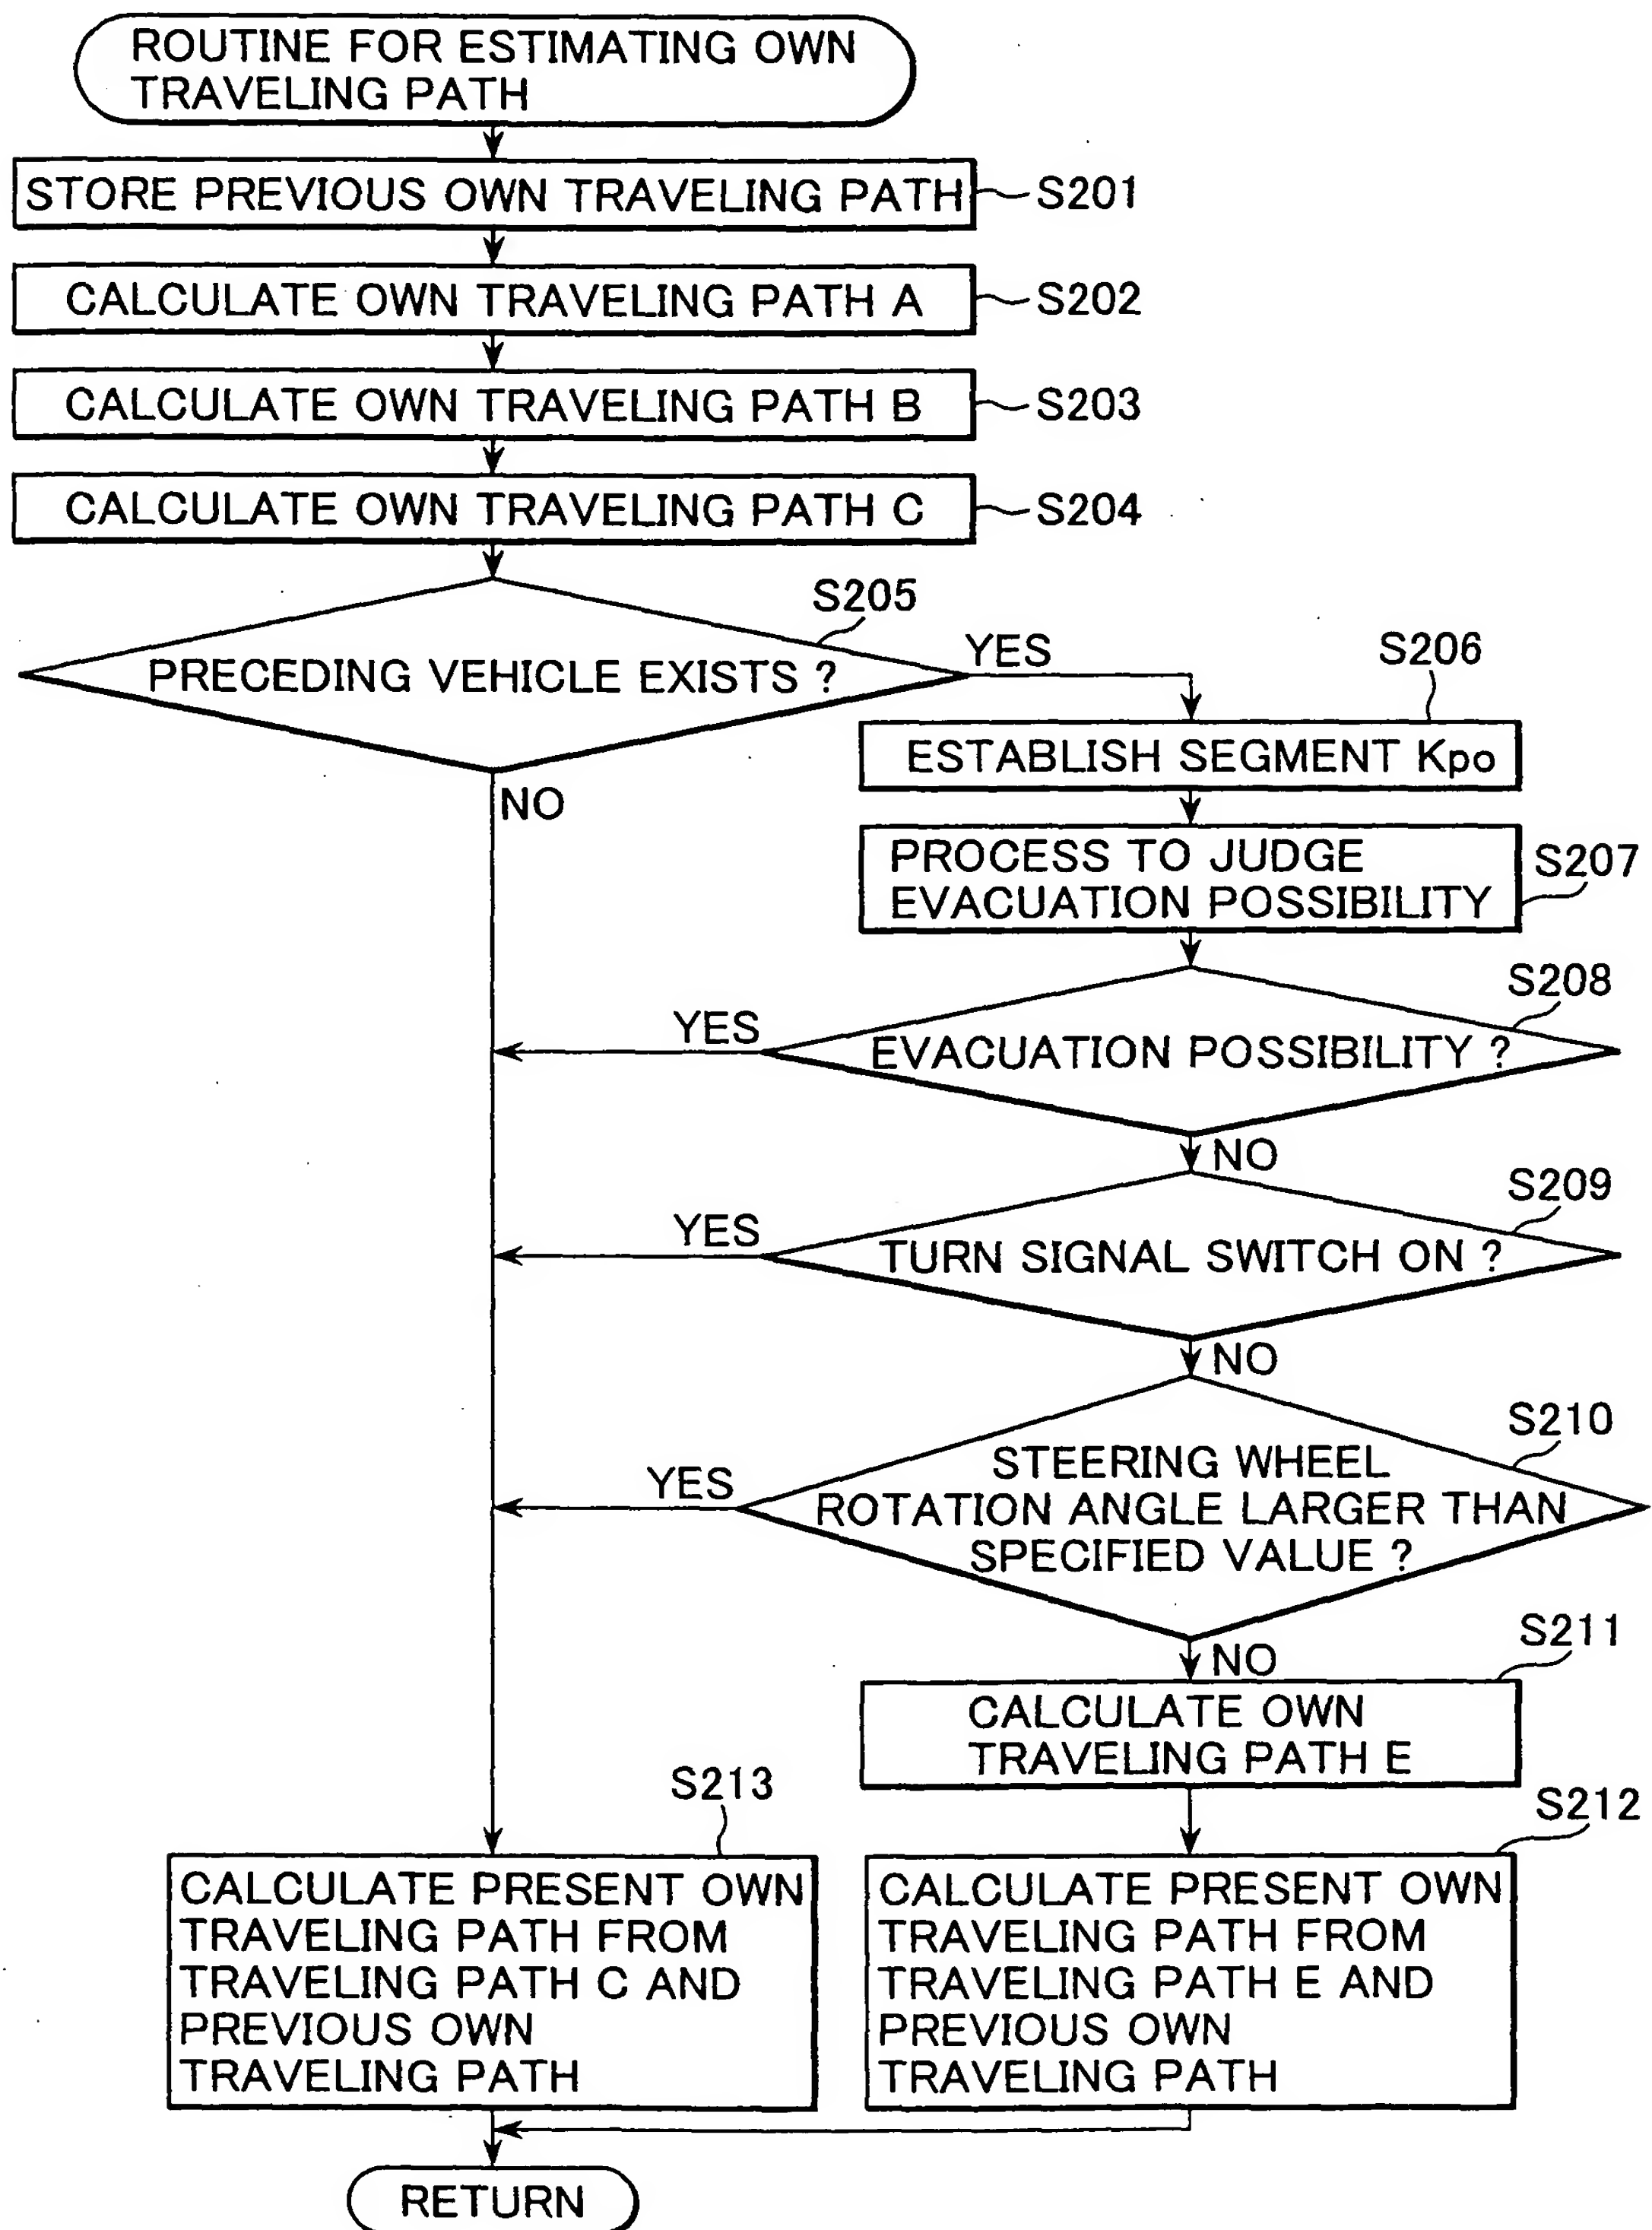 ROUTINE FOR ESTIMATING OWN
TRAVELING PATH
STORE PREVIOUS OWN TRAVELING PATH
S201
CALCULATE OWN TRAVELING PATH A
S202
CALCULATE OWN TRAVELING PATH B
S203
CALCULATE OWN TRAVELING PATH C
S204
S205
PRECEDING VEHICLE EXISTS ?
YES
NO
S206
ESTABLISH SEGMENT Kpo
PROCESS TO JUDGE
EVACUATION POSSIBILITY
S207
S208
EVACUATION POSSIBILITY ?
YES
NO
S209
TURN SIGNAL SWITCH ON ?
YES
NO
S210
STEERING WHEEL
ROTATION ANGLE LARGER THAN
SPECIFIED VALUE ?
YES
NO
S211
CALCULATE OWN
TRAVELING PATH E
S213
CALCULATE PRESENT OWN
TRAVELING PATH FROM
TRAVELING PATH C AND
PREVIOUS OWN
TRAVELING PATH
S212
CALCULATE PRESENT OWN
TRAVELING PATH FROM
TRAVELING PATH E AND
PREVIOUS OWN
TRAVELING PATH
RETURN